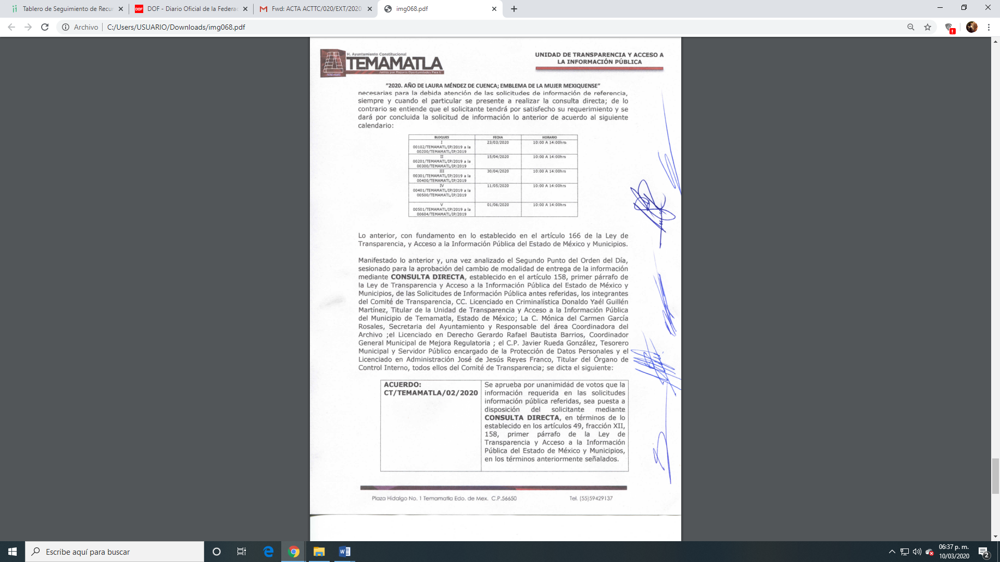 Tablero de Seguimiento de Recur
DOF - Diario Oficial de la Federac
Fwd: ACTA ACTTC/020/EXT/2020
img068.pdf
Archivo
C:/Users/USUARIO/Downloads/img068.pdf
H. Ayuntamiento Constitucional
TEMAMATLA
Juntos por Mejores Oportunidades Para ti
UNIDAD DE TRANSPARENCIA Y ACCESO A
LA INFORMACIÓN PÚBLICA
“2020. AÑO DE LAURA MÉNDEZ DE CUENCA; EMBLEMA DE LA MUJER MEXIQUENSE”
necesarias para la debida atención de las solicitudes de información de referencia,
siempre y cuando el particular se presente a realizar la consulta directa; de lo
contrario se entiende que el solicitante tendrá por satisfecho su requerimiento y se
dará por concluida la solicitud de información lo anterior de acuerdo al siguiente
calendario:
BLOQUES FECHA HORARIO
I 23/03/2020 10:00 A 14:00hrs
00102/TEMAMATL/IP/2019 a la
00200/TEMAMATL/IP/2019
II 15/04/2020 10:00 A 14:00hrs
00201/TEMAMATL/IP/2019 a la
00300/TEMAMATL/IP/2019
III 30/04/2020 10:00 A 14:00hrs
00301/TEMAMATL/IP/2019 a la
00400/TEMAMATL/IP/2019
IV 11/05/2020 10:00 A 14:00hrs
00401/TEMAMATL/IP/2019 a la
00500/TEMAMATL/IP/2019
V 01/06/2020 10:00 A 14:00hrs
00501/TEMAMATL/IP/2019 a la
00604/TEMAMATL/IP/2019
Lo anterior, con fundamento en lo establecido en el artículo 166 de la Ley de
Transparencia, y Acceso a la Información Pública del Estado de México y Municipios.
Manifestado lo anterior y, una vez analizado el Segundo Punto del Orden del Día,
sesionado para la aprobación del cambio de modalidad de entrega de la información
mediante CONSULTA DIRECTA, establecido en el artículo 158, primer párrafo de
la Ley de Transparencia y Acceso a la Información Pública del Estado de México y
Municipios, de las Solicitudes de Información Pública antes referidas, los integrantes
del Comité de Transparencia, CC. Licenciado en Criminalística Donaldo Yaél Guillén
Martínez, Titular de la Unidad de Transparencia y Acceso a la Información Pública
del Municipio de Temamatla, Estado de México; La C. Mónica del Carmen García
Rosales, Secretaria del Ayuntamiento y Responsable del área Coordinadora del
Archivo ;el Licenciado en Derecho Gerardo Rafael Bautista Barrios, Coordinador
General Municipal de Mejora Regulatoria ; el C.P. Javier Rueda González, Tesorero
Municipal y Servidor Público encargado de la Protección de Datos Personales y el
Licenciado en Administración José de Jesús Reyes Franco, Titular del Órgano de
Control Interno, todos ellos del Comité de Transparencia; se dicta el siguiente:
ACUERDO:
CT/TEMAMATLA/02/2020
Se aprueba por unanimidad de votos que la
información requerida en las solicitudes
información pública referidas, sea puesta a
disposición del solicitante mediante
CONSULTA DIRECTA, en términos de lo
establecido en los artículos 49, fracción XII,
158, primer párrafo de la Ley de
Transparencia y Acceso a la Información
Pública del Estado de México y Municipios,
en los términos anteriormente señalados.
Plaza Hidalgo No. 1 Temamatla Edo. de Mex. C.P.56650
Tel. (55)59429137
Escribe aquí para buscar
06:37 p. m.
10/03/2020
2